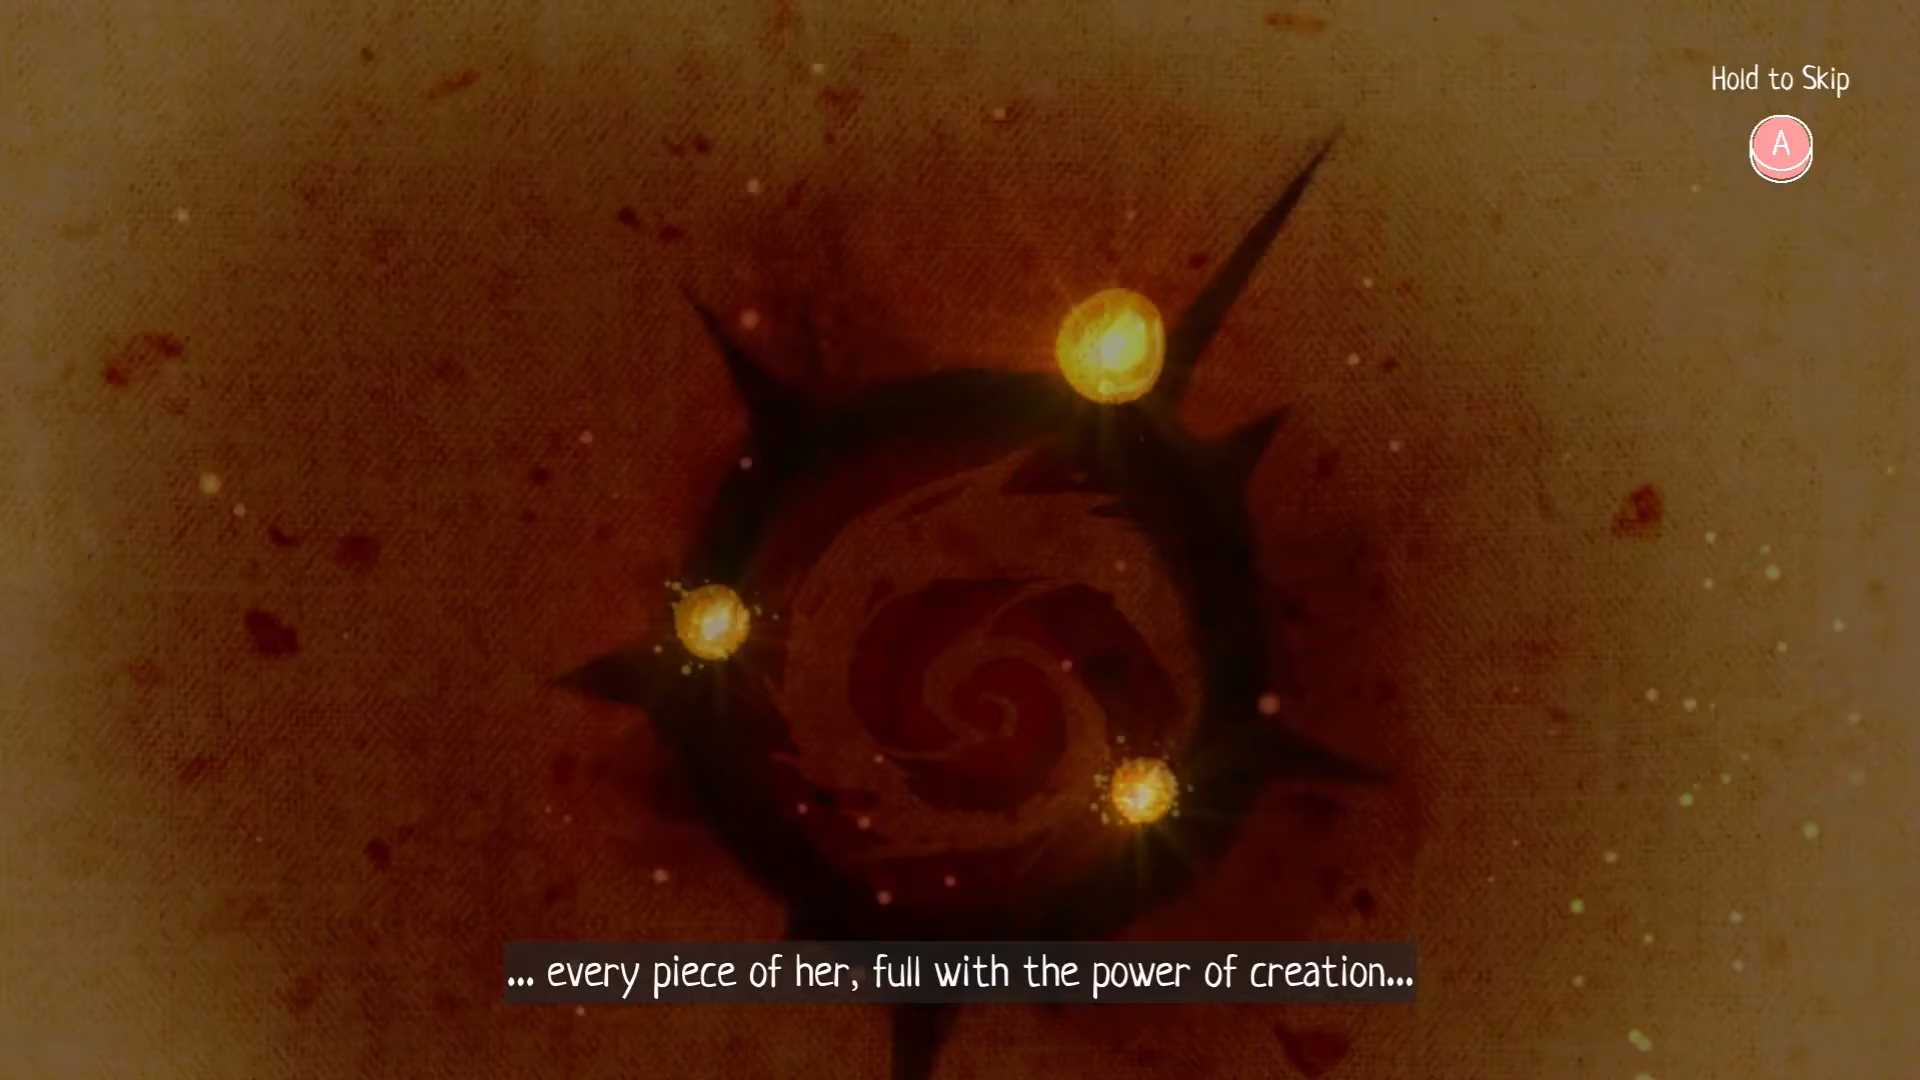 Hold to Skip
A
... every piece of her, full with the power of creation...